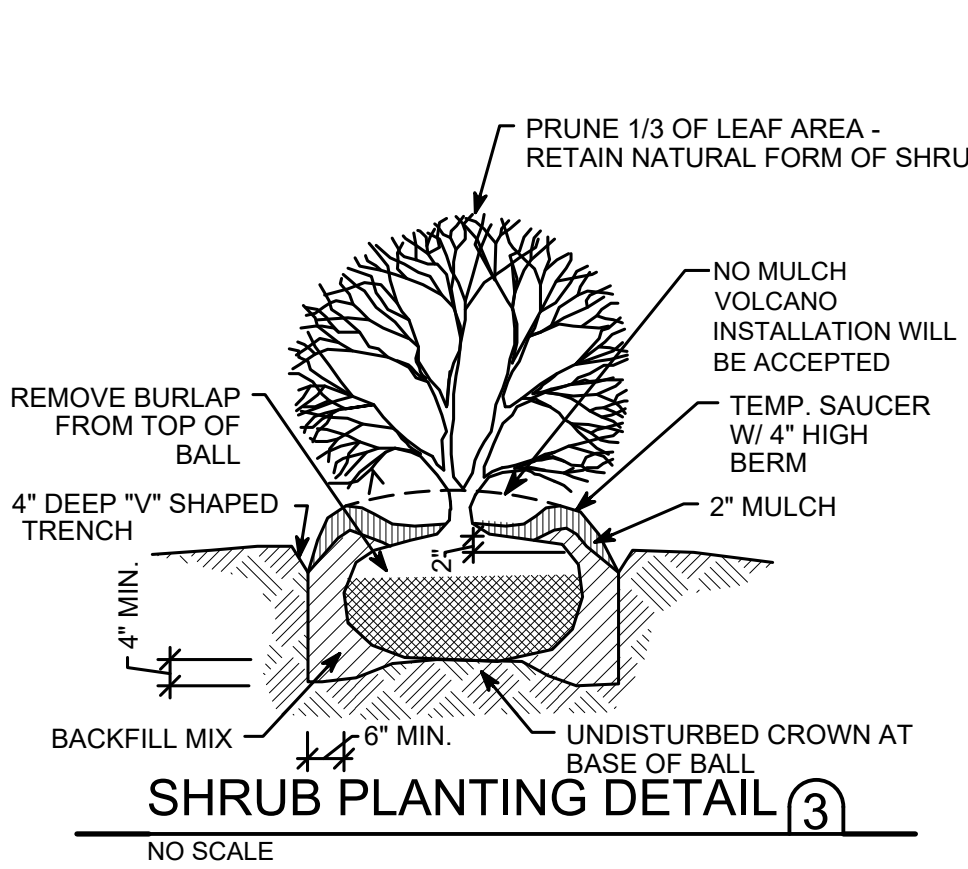 PRUNE 1/3 OF LEAF AREA -
RETAIN NATURAL FORM OF SHRU
NO MULCH
VOLCANO
INSTALLATION WILL
BE ACCEPTED
REMOVE BURLAP
FROM TOP OF
BALL
TEMP. SAUCER
W/ 4" HIGH
BERM
4" DEEP "V" SHAPED
TRENCH
2" MULCH
2"
4" MIN.
BACKFILL MIX
6" MIN.
UNDISTURBED CROWN AT
BASE OF BALL
SHRUB PLANTING DETAIL 3
NO SCALE